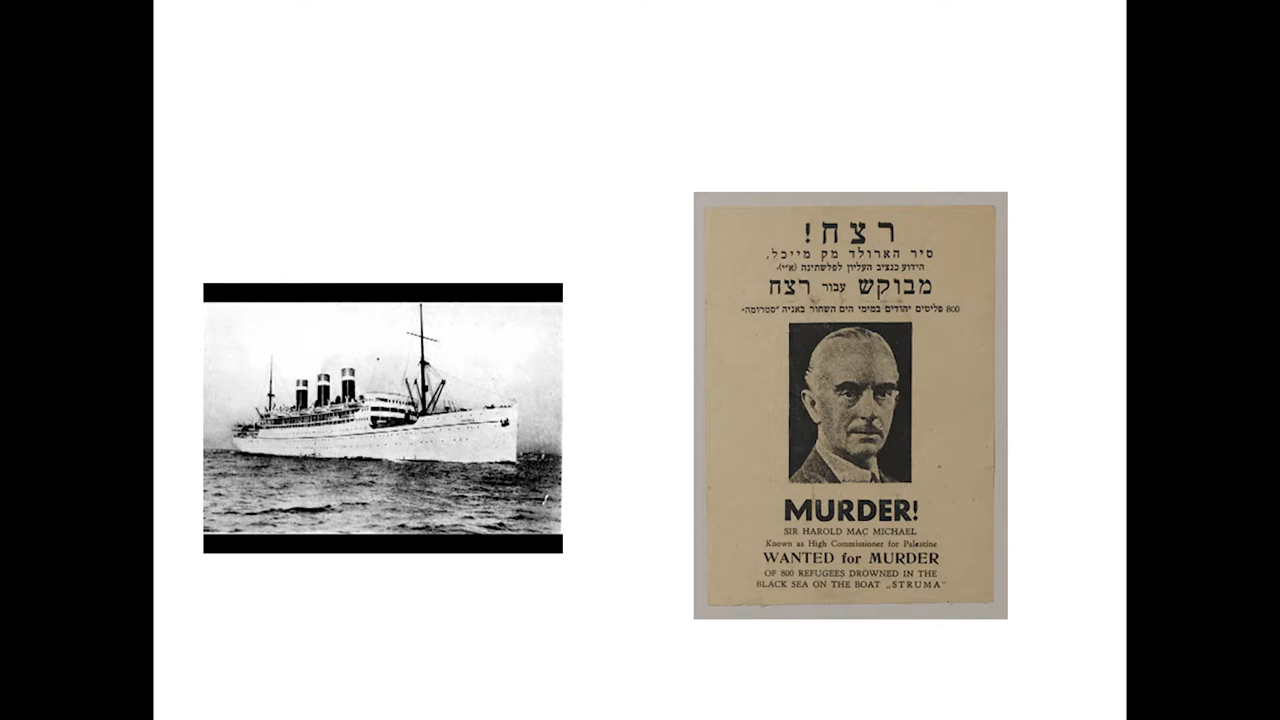 רצח!
סיר הארולד מק מייכל,
הידוע כנציב העליון לפלשתינה (א״י).
מבוקש עבור רצח
800 פליטים יהודים במימי הים השחור באניה "סטרומה"
MURDER!
SIR HAROLD MAC MICHAEL
Known as High Commissioner for Palestine
WANTED for MURDER
OF 800 REFUGEES DROWNED IN THE
BLACK SEA ON THE BOAT „STRUMA"